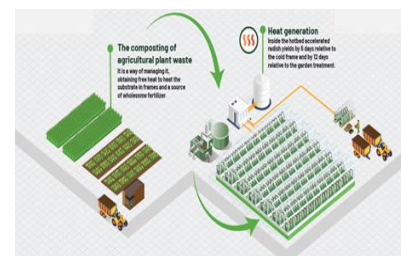 The composting of
agricultural plant waste
It is a way of managing it,
obtaining free heat to heat the
substrate in frames and a source
of wholesome fertilizer.
Heat generation
Inside the hotbed accelerated
radish yields by 6 days relative to
the cold frame and by 12 days
relative to the garden treatment.